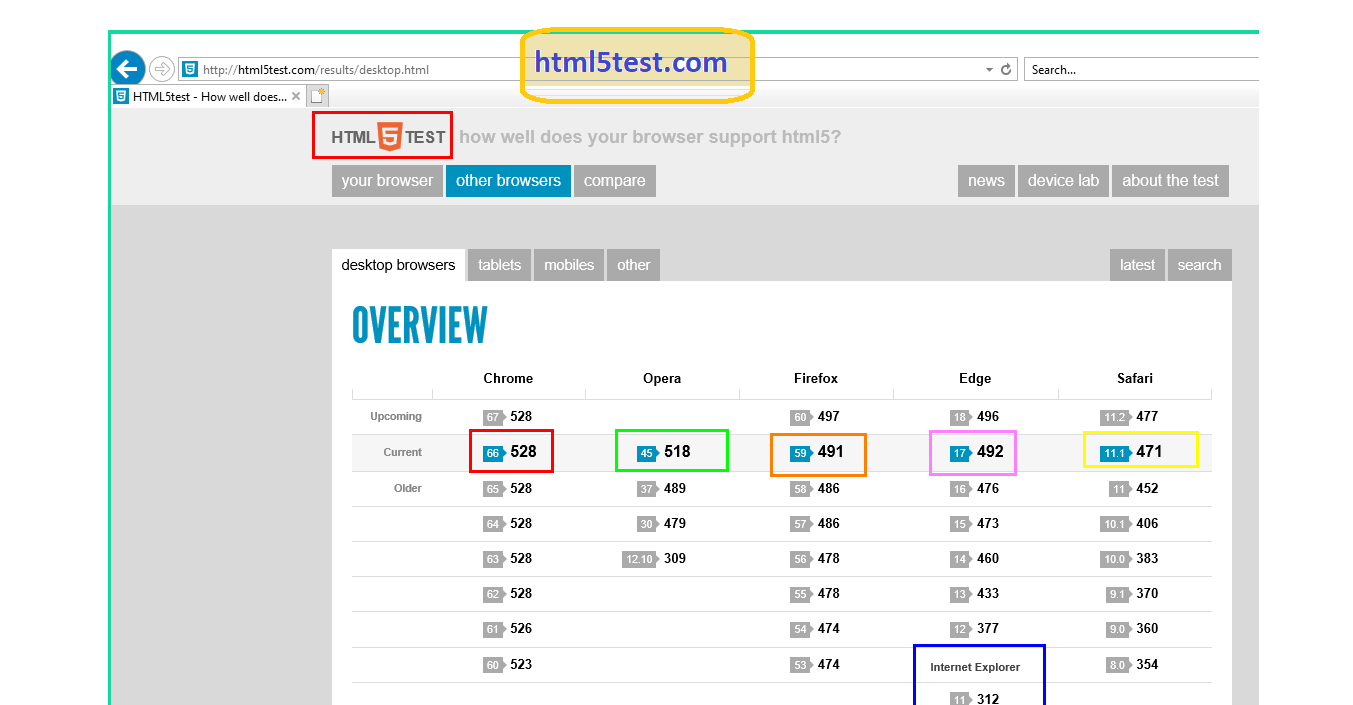 html5test.com
http://html5test.com/results/desktop.html
Search...
HTML5test - How well does...
HTML 5 TEST how well does your browser support html5?
your browser other browsers compare news device lab about the test
desktop browsers tablets mobiles other latest search
OVERVIEW
Chrome Opera Firefox Edge Safari
Upcoming 67 528 60 497 18 496 11.2 477
Current 66 528 45 518 59 491 17 492 11.1 471
Older 65 528 37 489 58 486 16 476 11 452
64 528 30 479 57 486 15 473 10.1 406
63 528 12.10 309 56 478 14 460 10.0 383
62 528 55 478 13 433 9.1 370
61 526 54 474 12 377 9.0 360
60 523 53 474 Internet Explorer 8.0 354
11 312